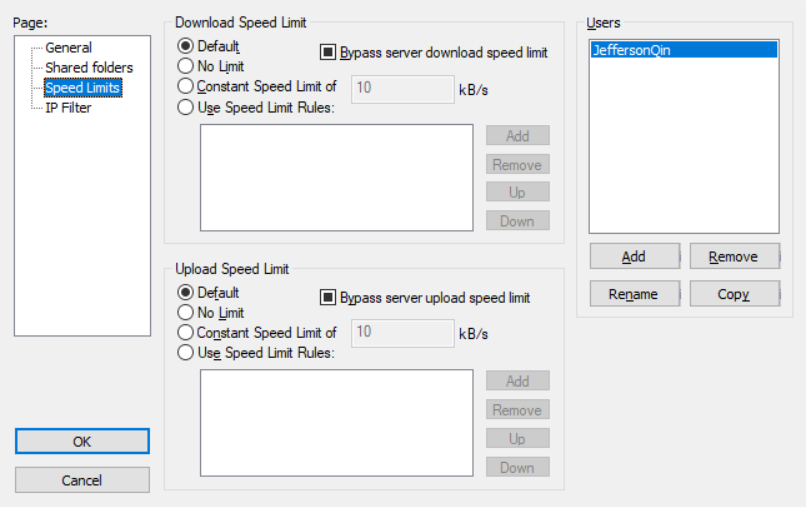 Page:
General
Shared folders
Speed Limits
IP Filter
OK
Cancel
Download Speed Limit
Default
Bypass server download speed limit
No Limit
Constant Speed Limit of 10 kB/s
Use Speed Limit Rules:
Add
Remove
Up
Down
Upload Speed Limit
Default
Bypass server upload speed limit
No Limit
Constant Speed Limit of 10 kB/s
Use Speed Limit Rules:
Add
Remove
Up
Down
Users
JeffersonQin
Add Remove
Rename Copy